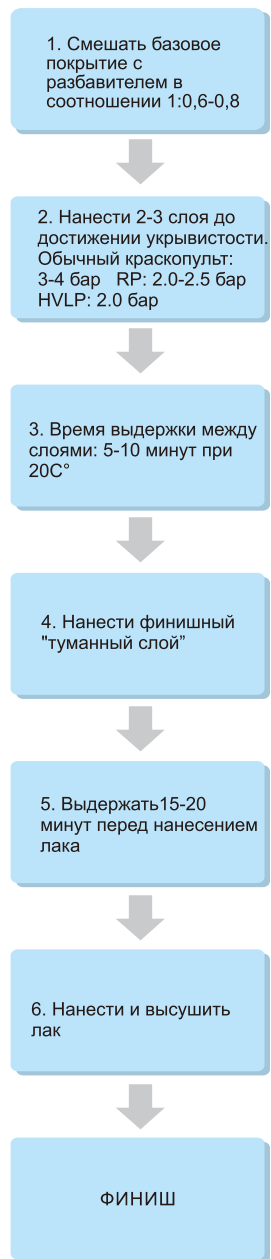 1. Смешать базовое
покрытие с
разбавителем в
соотношении 1:0,6-0,8
2. Нанести 2-3 слоя до
достижении укрывистости.
Обычный краскопульт:
3-4 бар RP: 2.0-2.5 бар
HVLP: 2.0 бар
3. Время выдержки между
слоями: 5-10 минут при
20C°
4. Нанести финишный
"туманный слой”
5. Выдержать15-20
минут перед нанесением
лака
6. Нанести и высушить
лак
ФИНИШ